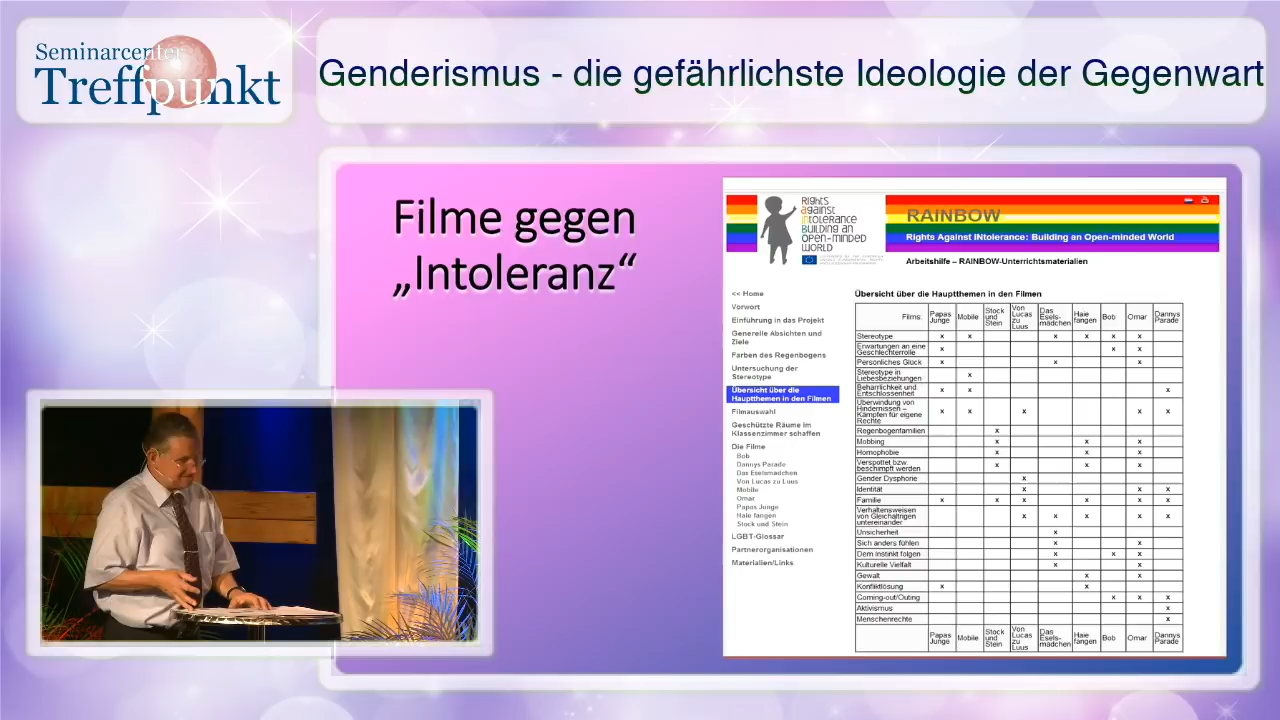 Seminarcenter
Treffpunkt
Genderismus - die gefährlichste Ideologie der Gegenwart
Filme gegen
„Intoleranz“
Rights
against
INtolerance
Building an
Open-minded
World
RAINBOW
Rights Against INtolerance: Building an Open-minded World
Arbeitshilfe – RAINBOW-Unterrichtsmaterialien
<< Home
Vorwort
Einführung in das Projekt
Generelle Absichten und
Ziele
Farben des Regenbogens
Untersuchung der
Stereotype
Übersicht über die
Hauptthemen in den Filmen
Filmauswahl
Geschützte Räume im
Klassenzimmer schaffen
Die Filme
Bob
Dannys Parade
Das Eselsmädchen
Von Lucas zu Luus
Mobile
Omar
Papas Junge
Haie fangen
Stock und Stein
LGBT-Glossar
Partnerorganisationen
Materialien/Links
Übersicht über die Hauptthemen in den Filmen
Films: Papas Junge Mobile Stock und Stein Von Lucas zu Luus Das Esels-mädchen Haie fangen Bob Omar Dannys Parade
Stereotype x x x x x x
Erwartungen an eine
Geschlechterrolle x x x
Persönliches Glück x x x
Stereotype in
Liebesbeziehungen x
Beharrlichkeit und
Entschlossenheit x x x
Überwindung von
Hindernissen –
Kämpfen für eigene
Rechte x x x x x
Regenbogenfamilien x
Mobbing x x x
Homophobie x x x
Verspottet bzw.
beschimpft werden x x x
Gender Dysphorie x
Identität x x x
Familie x x x x x x
Verhaltensweisen
von Gleichaltrigen
untereinander x x x x x
Unsicherheit x
Sich anders fühlen x x
Dem Instinkt folgen x x x
Kulturelle Vielfalt x x
Gewalt x x
Konfliktlösung x x
Coming-out/Outing x x x
Aktivismus x
Menschenrechte x
Papas Junge Mobile Stock und Stein Von Lucas zu Luus Das Esels-mädchen Haie fangen Bob Omar Dannys Parade